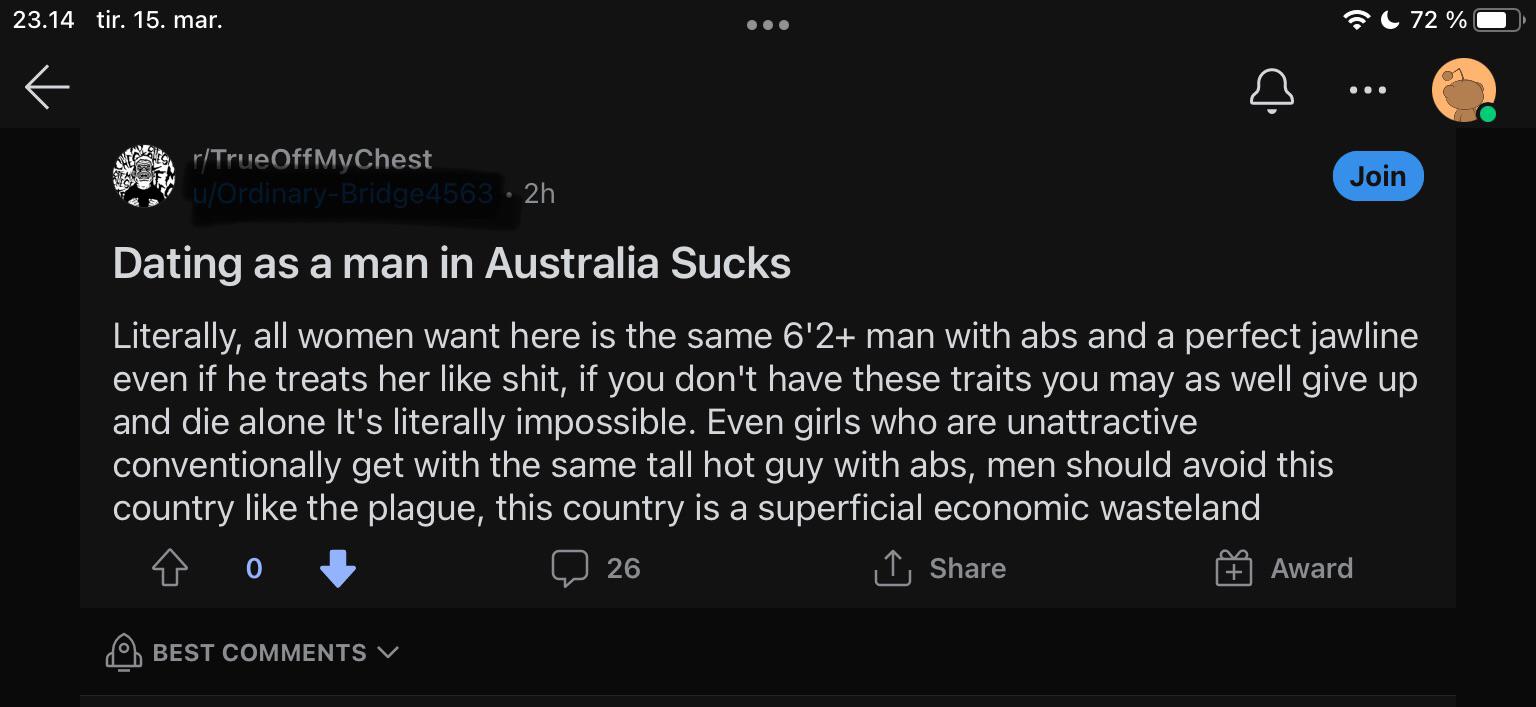 23.14 tir. 15. mar.
72 %
r/TrueOffMyChest
u/Ordinary-Bridge4563 • 2h
Join
Dating as a man in Australia Sucks
Literally, all women want here is the same 6'2+ man with abs and a perfect jawline
even if he treats her like shit, if you don't have these traits you may as well give up
and die alone It's literally impossible. Even girls who are unattractive
conventionally get with the same tall hot guy with abs, men should avoid this
country like the plague, this country is a superficial economic wasteland
0 26 Share Award
BEST COMMENTS